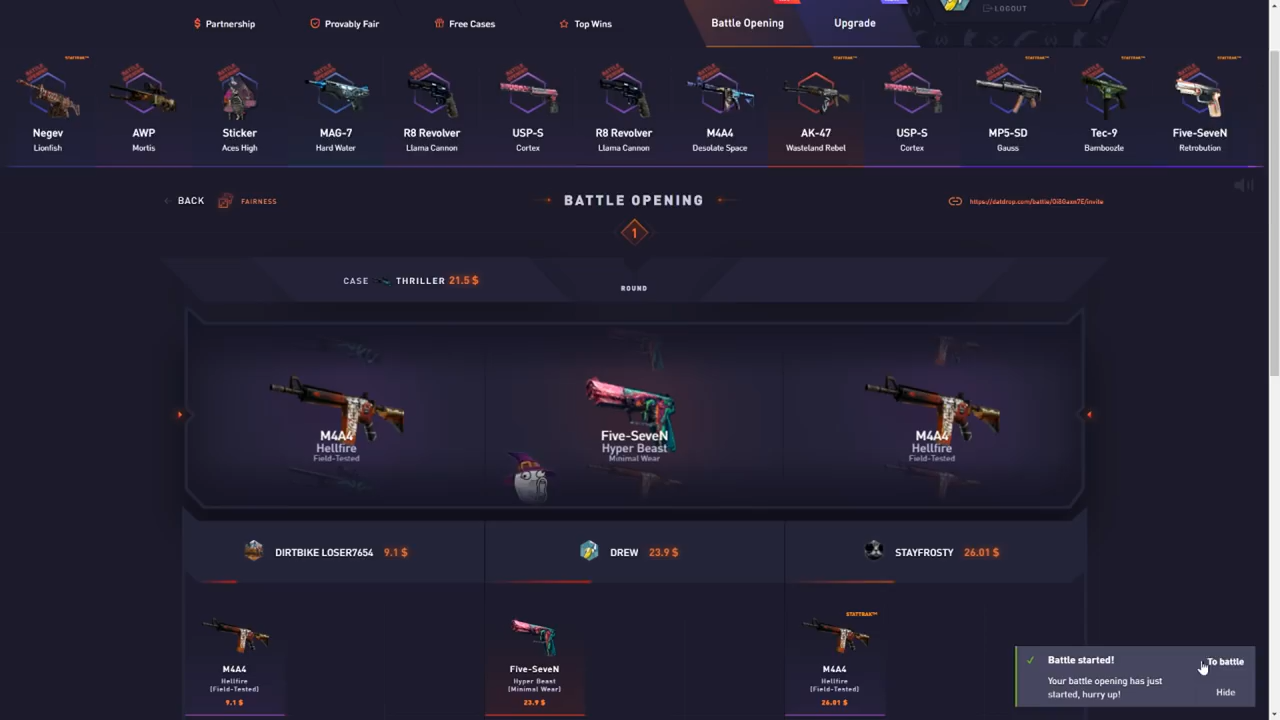 LOGOUT
Partnership
Provably Fair
Free Cases
Top Wins
Battle Opening
Upgrade
STATTRAK™
STATTRAK™
STATTRAK™
STATTRAK™
STATTRAK™
Negev
Lionfish
AWP
Mortis
Sticker
Aces High
MAG-7
Hard Water
R8 Revolver
Llama Cannon
USP-S
Cortex
R8 Revolver
Llama Cannon
M4A4
Desolate Space
AK-47
Wasteland Rebel
USP-S
Cortex
MP5-SD
Gauss
Tec-9
Bamboozle
Five-SeveN
Retrobution
BACK
FAIRNESS
BATTLE OPENING
1
CASE THRILLER 21.5 $
ROUND
M4A4
Hellfire
Field-Tested
Five-SeveN
Hyper Beast
Minimal Wear
M4A4
Hellfire
Field-Tested
DIRTBIKE LOSER7654 9.1 $
DREW 23.9 $
STAYFROSTY 26.01 $
M4A4
Hellfire
[Field-Tested]
9.1 $
Five-SeveN
Hyper Beast
[Minimal Wear]
23.9 $
STATTRAK™
M4A4
Hellfire
[Field-Tested]
26.01 $
Battle started!
To battle
Your battle opening has just
started, hurry up!
Hide